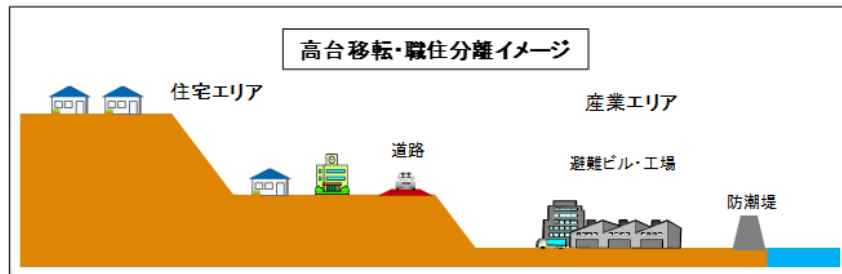 高台移転・職住分離イメージ
住宅エリア
産業エリア
道路
避難ビル・工場
防潮堤